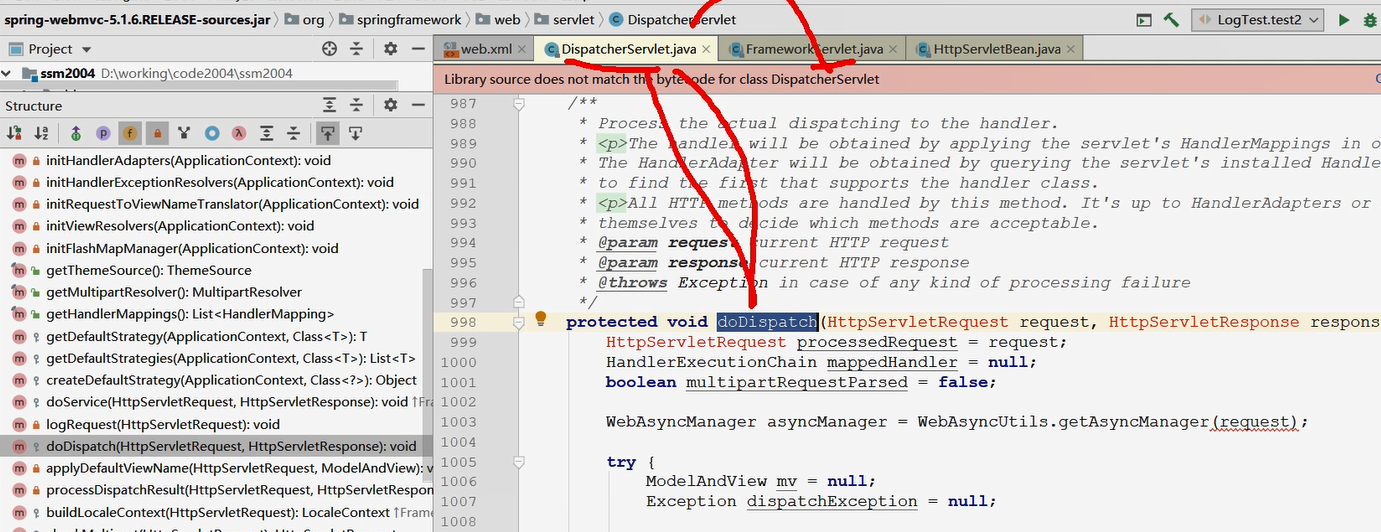 spring-webmvc-5.1.6.RELEASE-sources.jar org springframework web servlet DispatcherServlet LogTest.test2
Project web.xml DispatcherServlet.java FrameworkServlet.java HttpServletBean.java
ssm2004 D:\working\code2004\ssm2004
Library source does not match the bytecode for class DispatcherServlet
Structure
initHandlerAdapters(ApplicationContext): void
initHandlerExceptionResolvers(ApplicationContext): void
initRequestToViewNameTranslator(ApplicationContext): void
initViewResolvers(ApplicationContext): void
initFlashMapManager(ApplicationContext): void
getThemeSource(): ThemeSource
getMultipartResolver(): MultipartResolver
getHandlerMappings(): List<HandlerMapping>
getDefaultStrategy(ApplicationContext, Class<T>): T
getDefaultStrategies(ApplicationContext, Class<T>): List<T>
createDefaultStrategy(ApplicationContext, Class<?>): Object
doService(HttpServletRequest, HttpServletResponse): void ↑Fra
logRequest(HttpServletRequest): void
doDispatch(HttpServletRequest, HttpServletResponse): void
applyDefaultViewName(HttpServletRequest, ModelAndView): v
processDispatchResult(HttpServletRequest, HttpServletRespon
buildLocaleContext(HttpServletRequest): LocaleContext ↑Frame
987 /**
988 * Process the actual dispatching to the handler.
989 * <p>The handler will be obtained by applying the servlet's HandlerMappings in o
990 * The HandlerAdapter will be obtained by querying the servlet's installed Handle
991 * to find the first that supports the handler class.
992 * <p>All HTTP methods are handled by this method. It's up to HandlerAdapters or
993 * themselves to decide which methods are acceptable.
994 * @param request current HTTP request
995 * @param response current HTTP response
996 * @throws Exception in case of any kind of processing failure
997 */
998 protected void doDispatch(HttpServletRequest request, HttpServletResponse respons
999 HttpServletRequest processedRequest = request;
1000 HandlerExecutionChain mappedHandler = null;
1001 boolean multipartRequestParsed = false;
1002
1003 WebAsyncManager asyncManager = WebAsyncUtils.getAsyncManager(request);
1004
1005 try {
1006 ModelAndView mv = null;
1007 Exception dispatchException = null;
1008